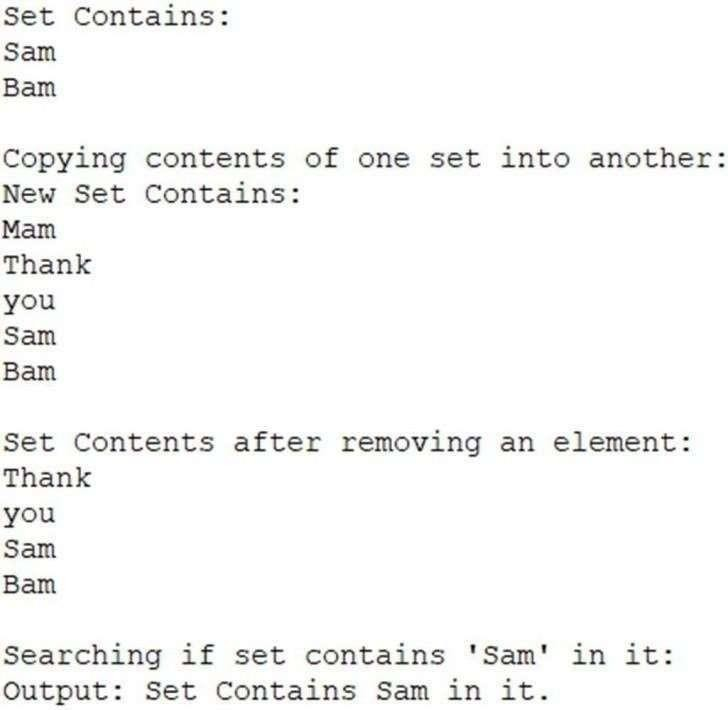 Set Contains:
Sam
Bam
Copying contents of one set into another:
New Set Contains:
Mam
Thank
you
Sam
Bam
Set Contents after removing an element:
Thank
you
Sam
Bam
Searching if set contains 'Sam' in it:
Output: Set Contains Sam in it.